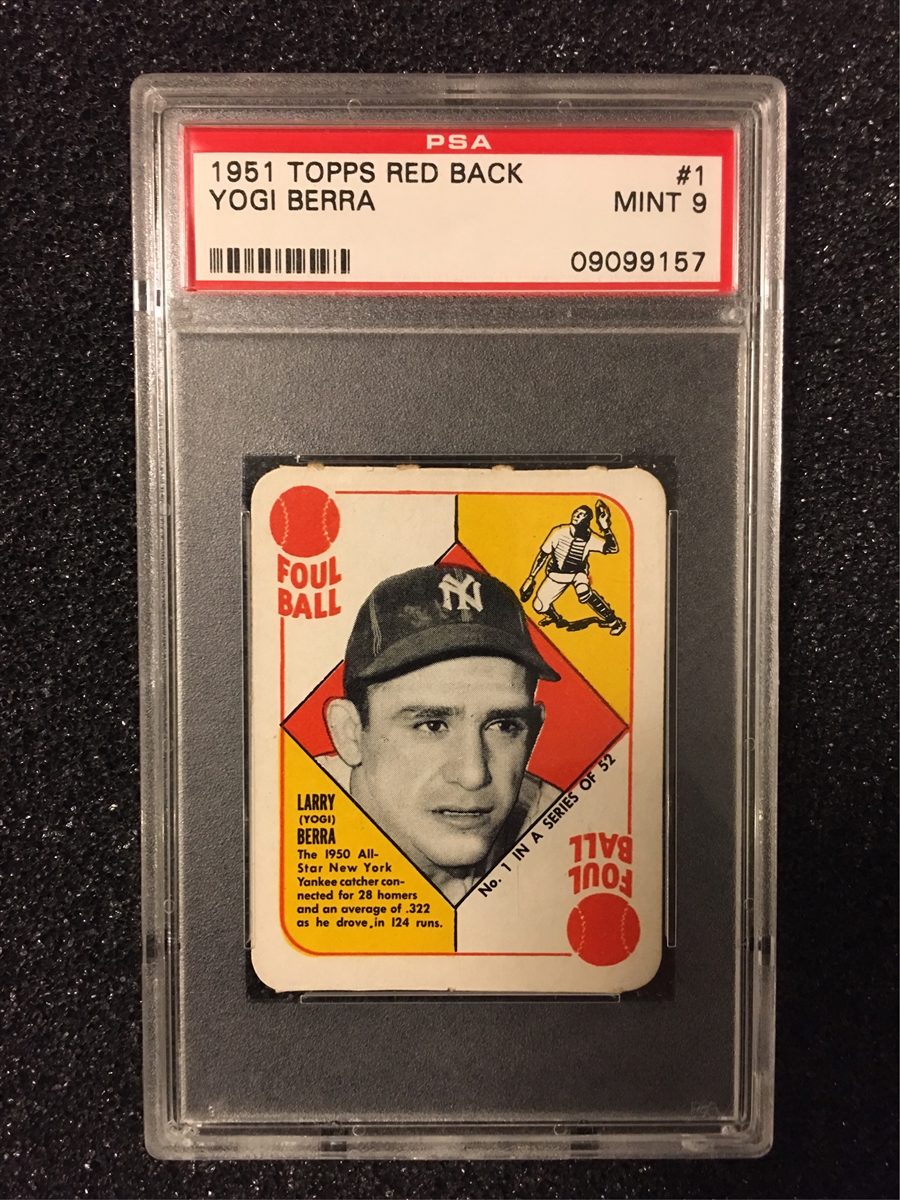 PSA
1951 TOPPS RED BACK #1
YOGI BERRA MINT 9
09099157
FOUL
BALL
NY
LARRY
(YOGI)
BERRA
The 1950 All-
Star New York
Yankee catcher con-
nected for 28 homers
and an average of .322
as he drove in 124 runs.
No. 1 IN A SERIES OF 52
FOUL
BALL